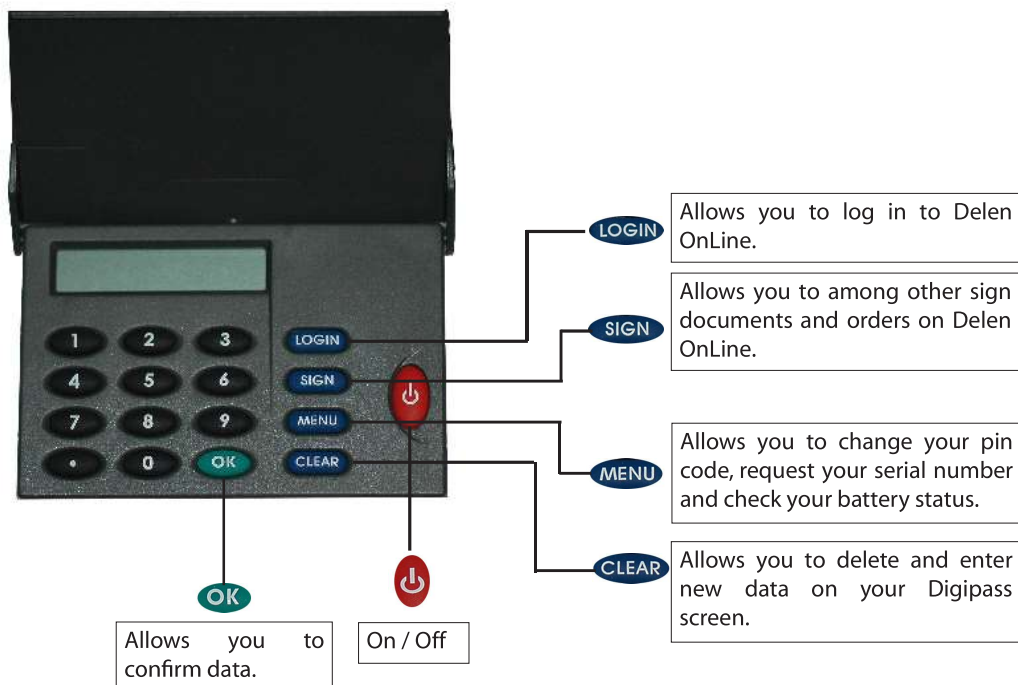 LOGIN
Allows you to log in to Delen
OnLine.
SIGN
Allows you to among other sign
documents and orders on Delen
OnLine.
1 2 3 LOGIN
4 5 6 SIGN
7 8 9 MENU
• 0 OK CLEAR
MENU
Allows you to change your pin
code, request your serial number
and check your battery status.
CLEAR
Allows you to delete and enter
new data on your Digipass
screen.
OK
Allows you to
confirm data.
On / Off